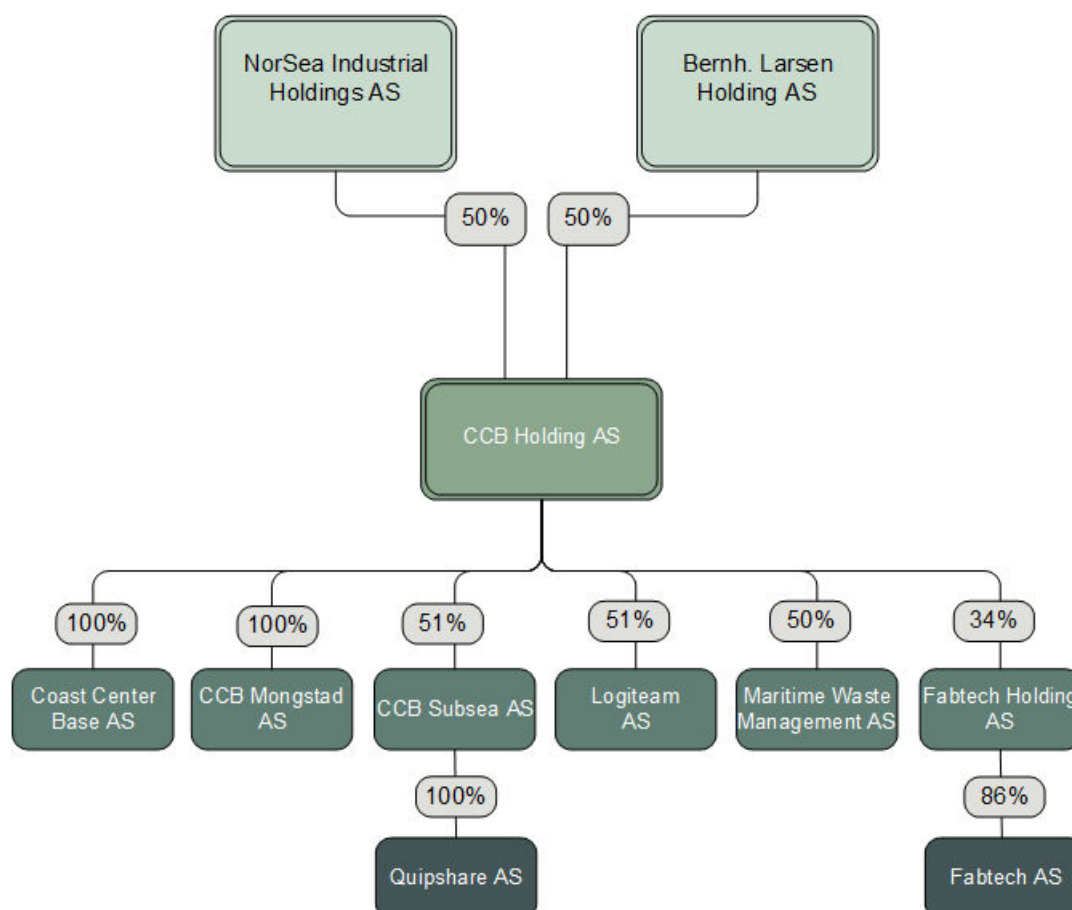 NorSea Industrial
Holdings AS
Bernh. Larsen
Holding AS
50%
50%
CCB Holding AS
100%
100%
51%
51%
50%
34%
Coast Center
Base AS
CCB Mongstad
AS
CCB Subsea AS
Logiteam
AS
Maritime Waste
Management AS
Fabtech Holding
AS
100%
86%
Quipshare AS
Fabtech AS